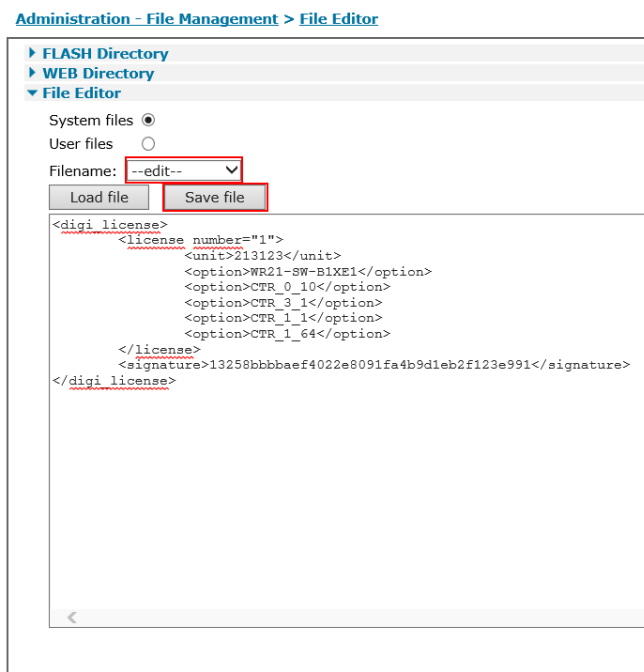 Administration - File Management > File Editor
FLASH Directory
WEB Directory
File Editor
System files
User files
Filename: --edit--
Load file Save file
<digi_license>
<license number="1">
<unit>213123</unit>
<option>WR21-SW-B1XE1</option>
<option>CTR_0_10</option>
<option>CTR_3_1</option>
<option>CTR_1_1</option>
<option>CTR_1_64</option>
</license>
<signature>13258bbbbaef4022e8091fa4b9d1eb2f123e991</signature>
</digi_license>